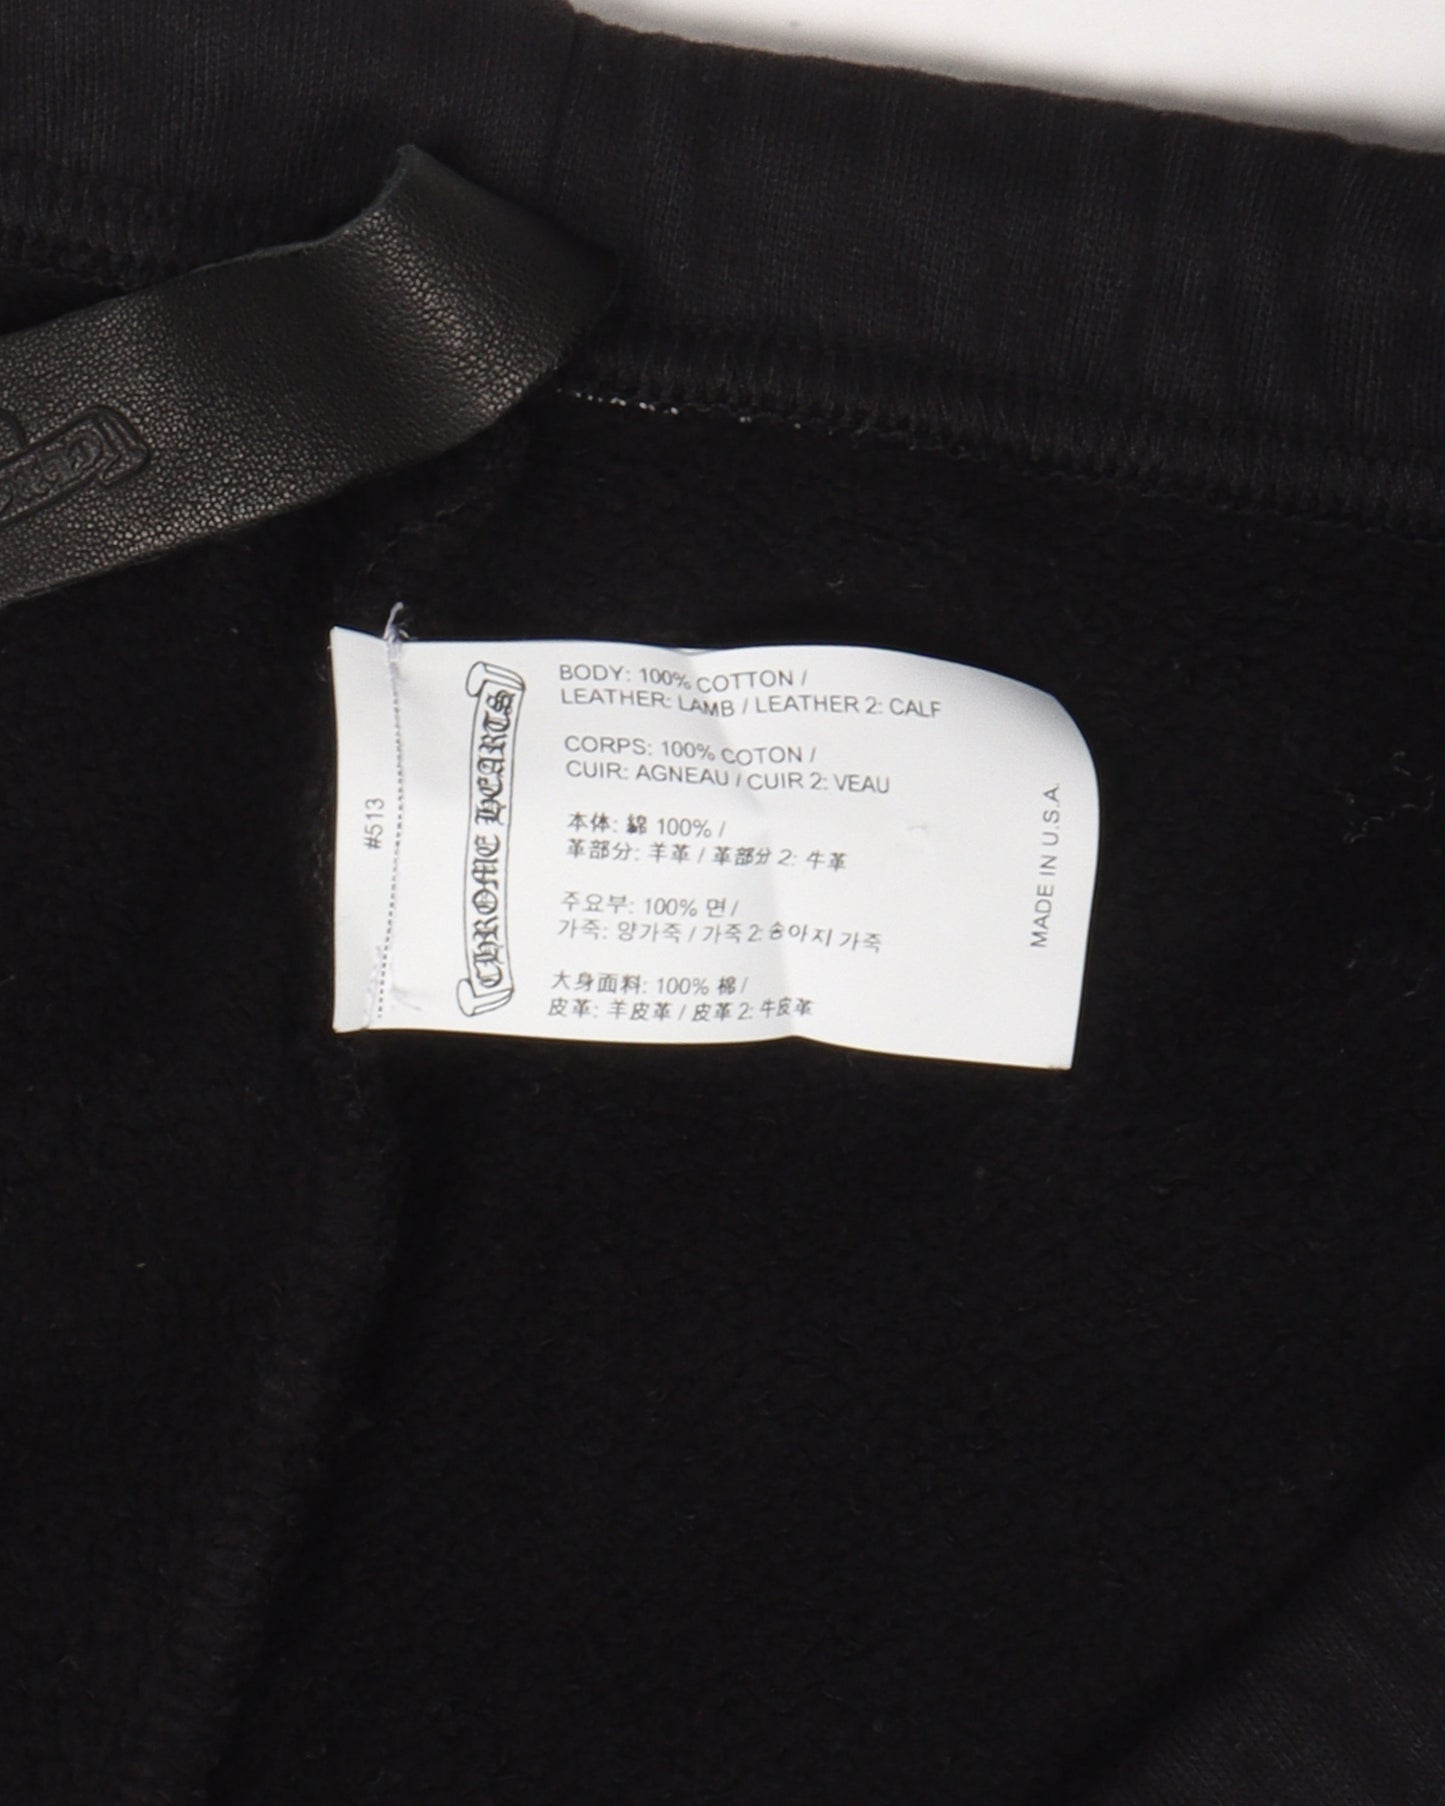 #513
CHROME HEARTS
BODY: 100% COTTON /
LEATHER: LAMB / LEATHER 2: CALF
CORPS: 100% COTON /
CUIR: AGNEAU / CUIR 2: VEAU
本体: 綿 100% /
革部分: 羊革 / 革部分 2: 牛革
주요부: 100% 면 /
가죽: 양가죽 / 가죽 2: 송아지 가죽
大身面料: 100% 棉 /
皮革: 羊皮革 / 皮革 2: 牛皮革
MADE IN U.S.A.